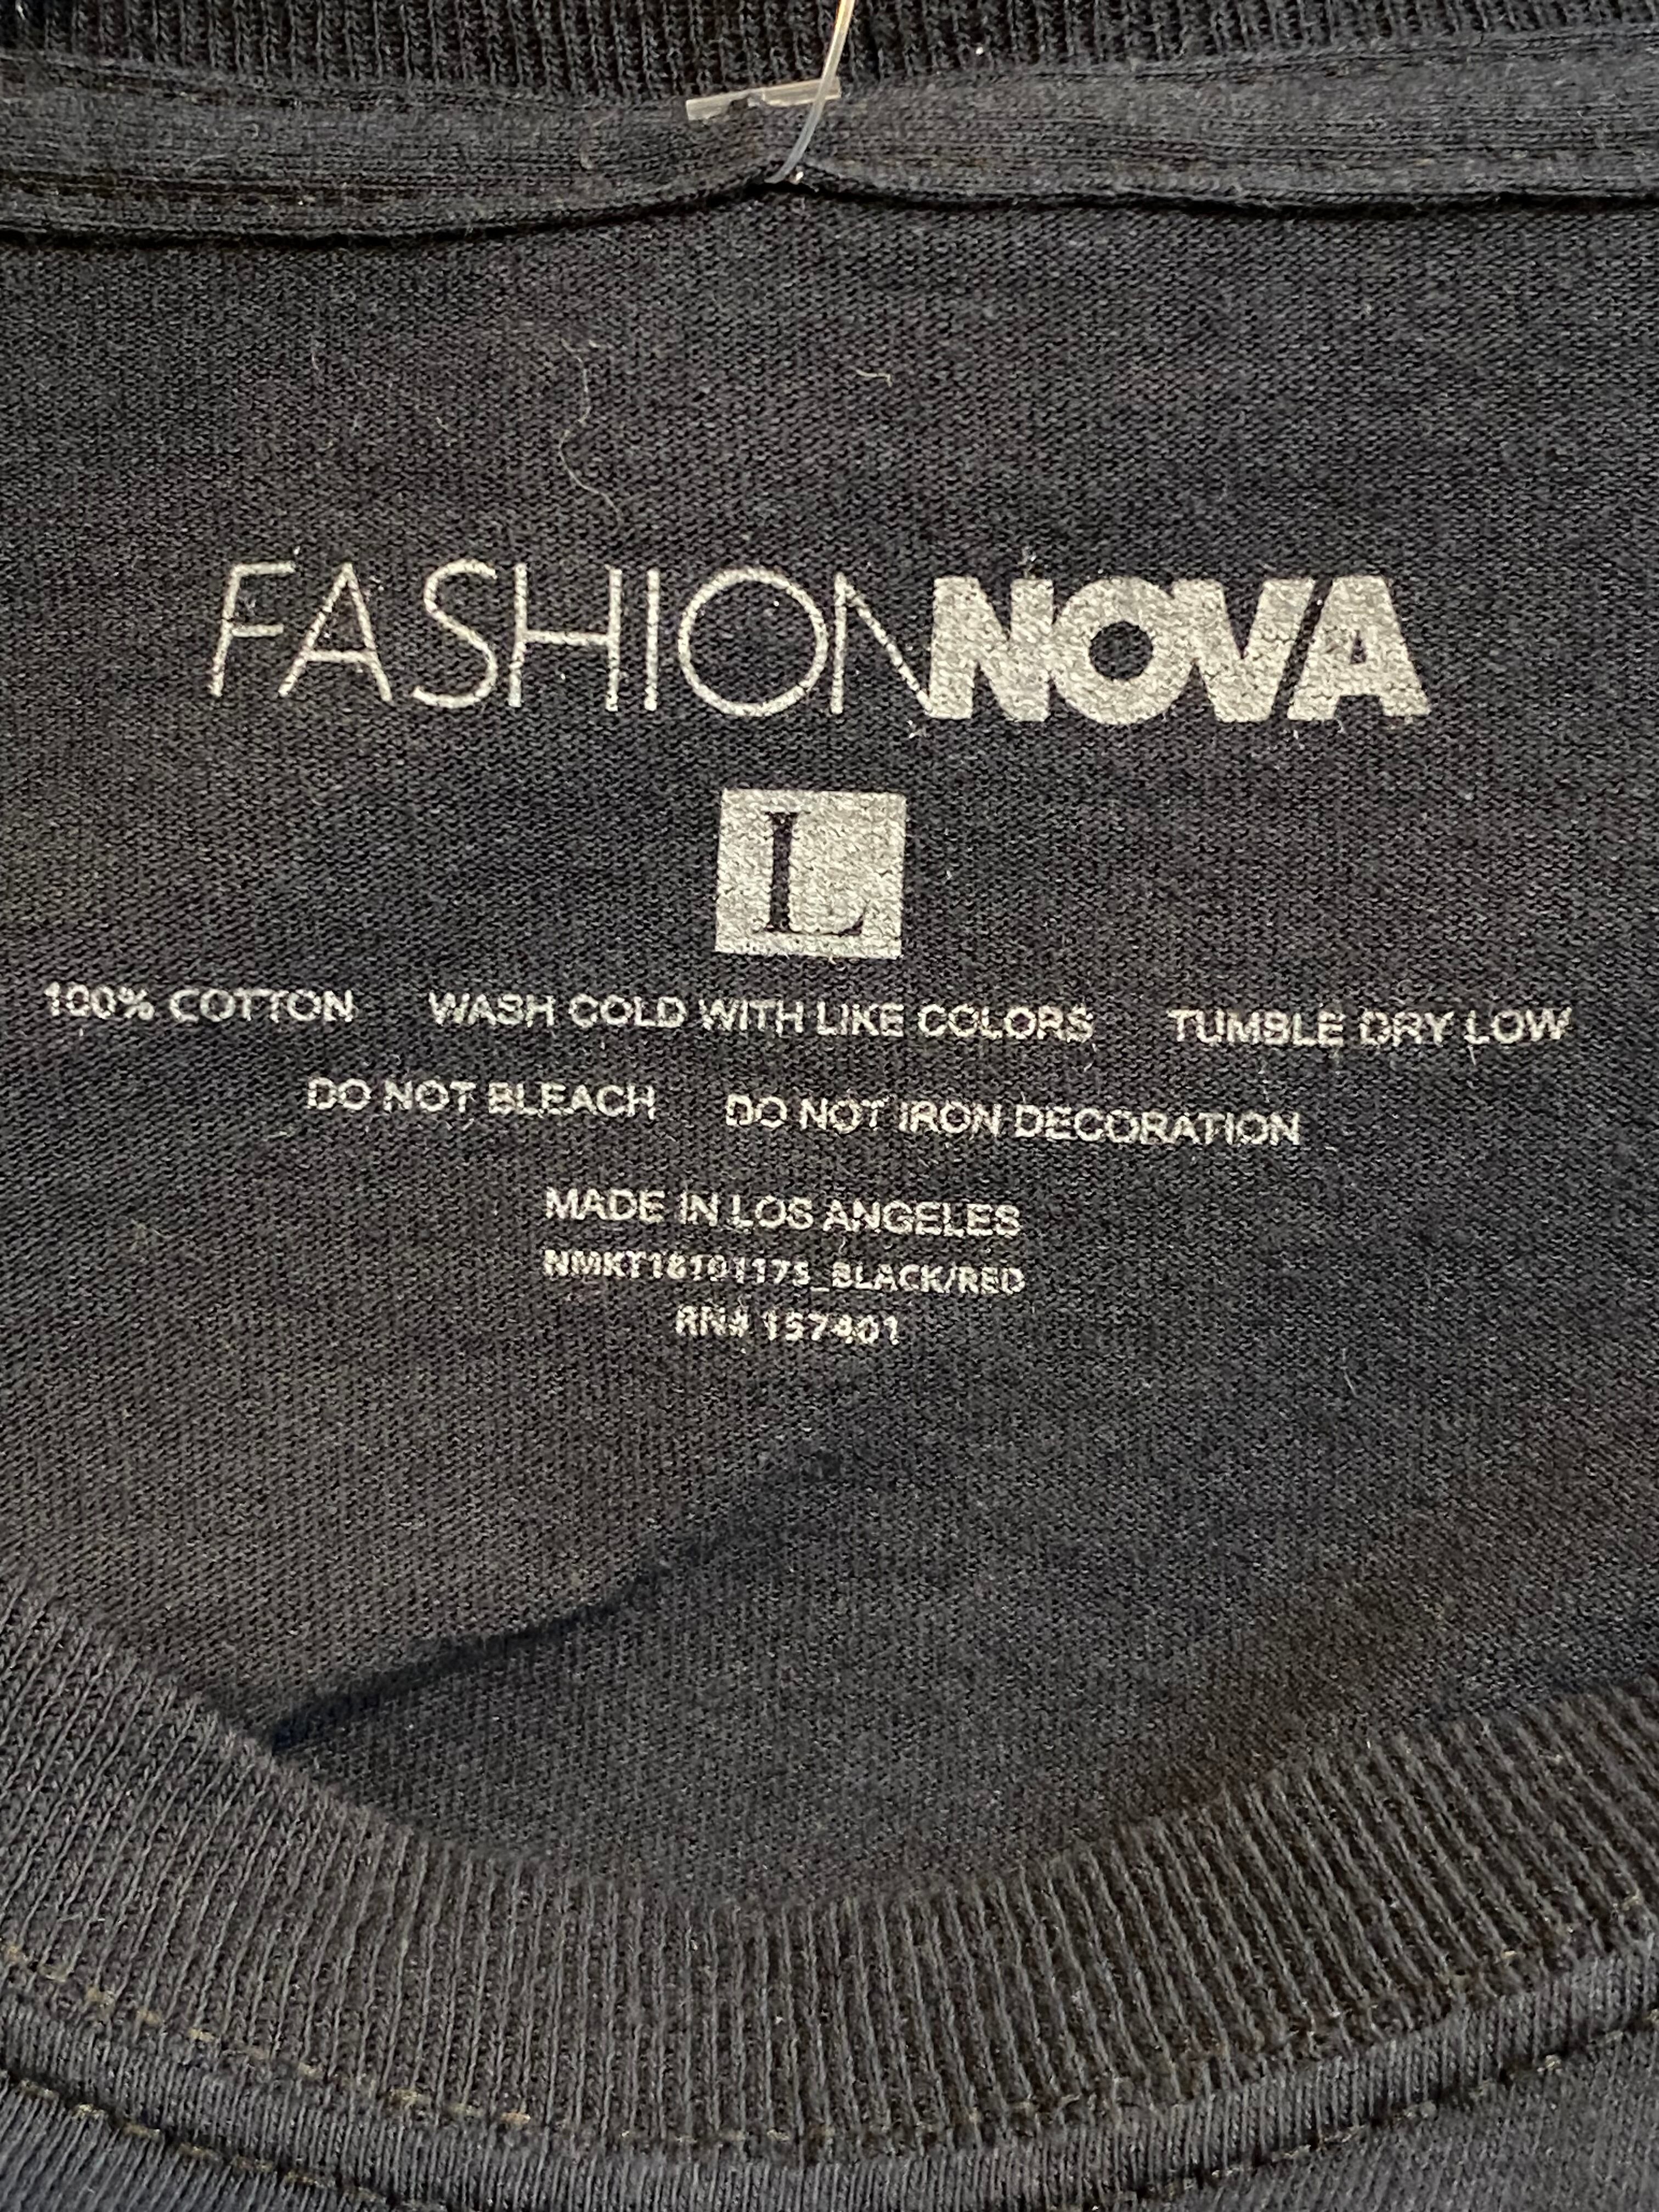 FASHIONNOVA
L
100% COTTON WASH COLD WITH LIKE COLORS TUMBLE DRY LOW
DO NOT BLEACH DO NOT IRON DECORATION
MADE IN LOS ANGELES
NMKT18101175_BLACK/RED
RN# 157401